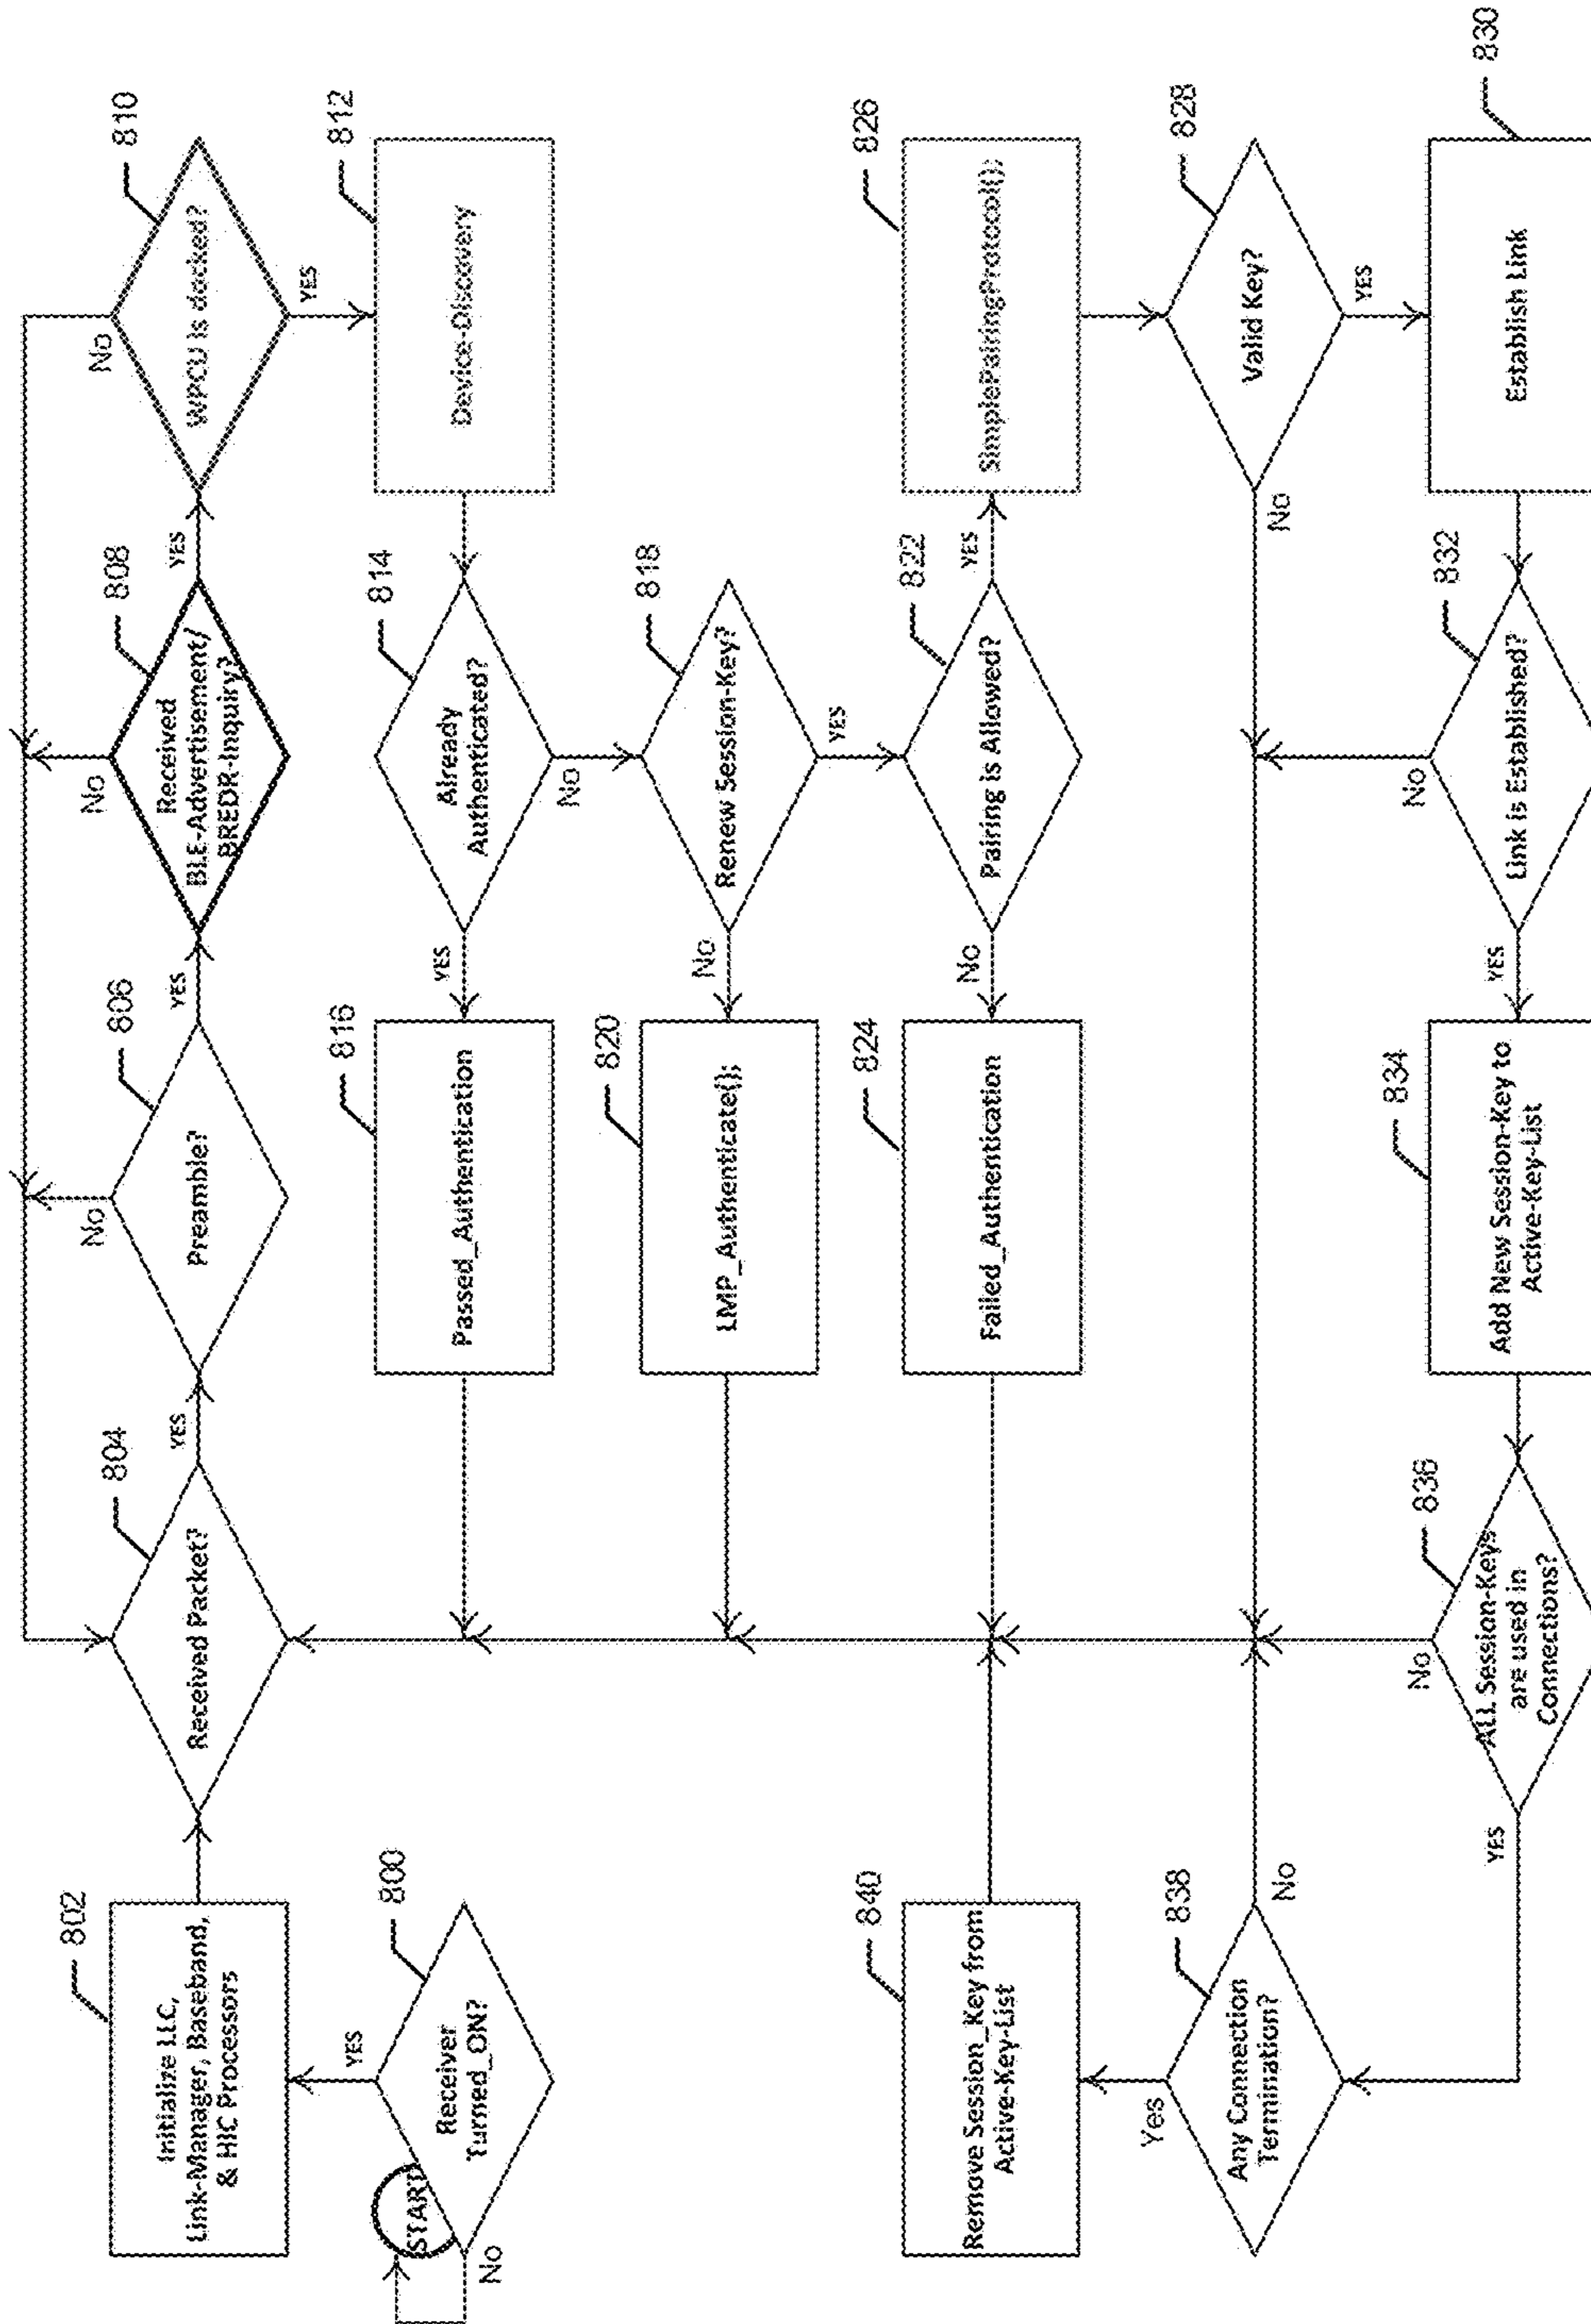 START
800
Receiver
Turned_ON?
No
YES
802
Initialize LLC,
Link-Manager, Baseband,
& HIC Processors
804
Received Packet?
YES
806
Preamble?
No
YES
808
Received
BLE-Advertisement/
BREDR-Inquiry?
No
YES
810
WPCU is docked?
No
YES
812
Device-Discovery
814
Already
Authenticated?
YES
No
816
Passed_Authentication
818
Renew Session-Key?
No
YES
820
LMP_Authenticate();
822
Pairing is Allowed?
No
YES
824
Failed_Authentication
826
SimplePairingProtocol();
828
Valid Key?
No
YES
830
Establish Link
832
Link is Established?
No
YES
834
Add New Session-Key to
Active-Key-List
836
ALL Session-Keys
are used in
Connections?
No
YES
838
Any Connection
Termination?
No
Yes
840
Remove Session_Key from
Active-Key-List